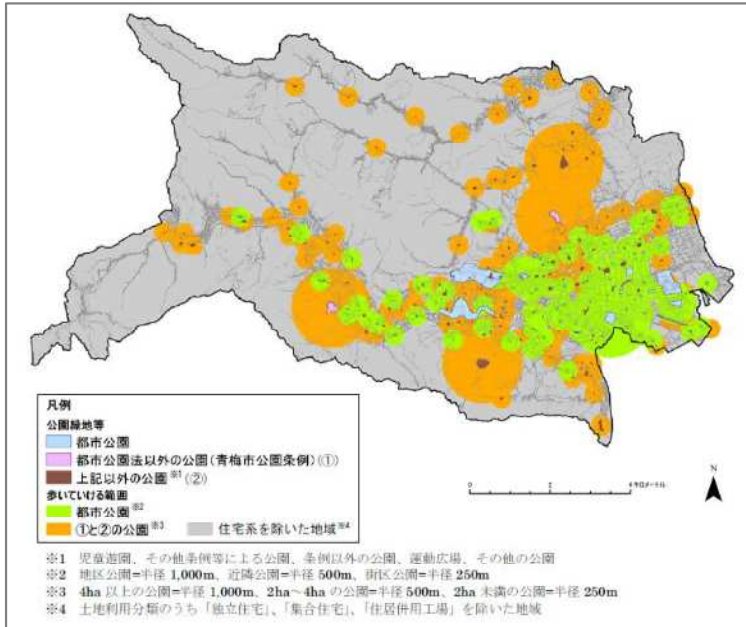 凡例
公園緑地等
都市公園
都市公園法以外の公園(青梅市公園条例)(①)
上記以外の公園※1(②)
歩いていける範囲
都市公園※2
①と②の公園※3 住宅系を除いた地域※4
0 2 4 キロメートル
N
※1 児童遊園、その他条例等による公園、条例以外の公園、運動広場、その他の公園
※2 地区公園=半径 1,000m、近隣公園=半径 500m、街区公園=半径 250m
※3 4ha 以上の公園=半径 1,000m、2ha~4ha の公園=半径 500m、2ha 未満の公園=半径 250m
※4 土地利用分類のうち「独立住宅」、「集合住宅」、「住居併用工場」を除いた地域